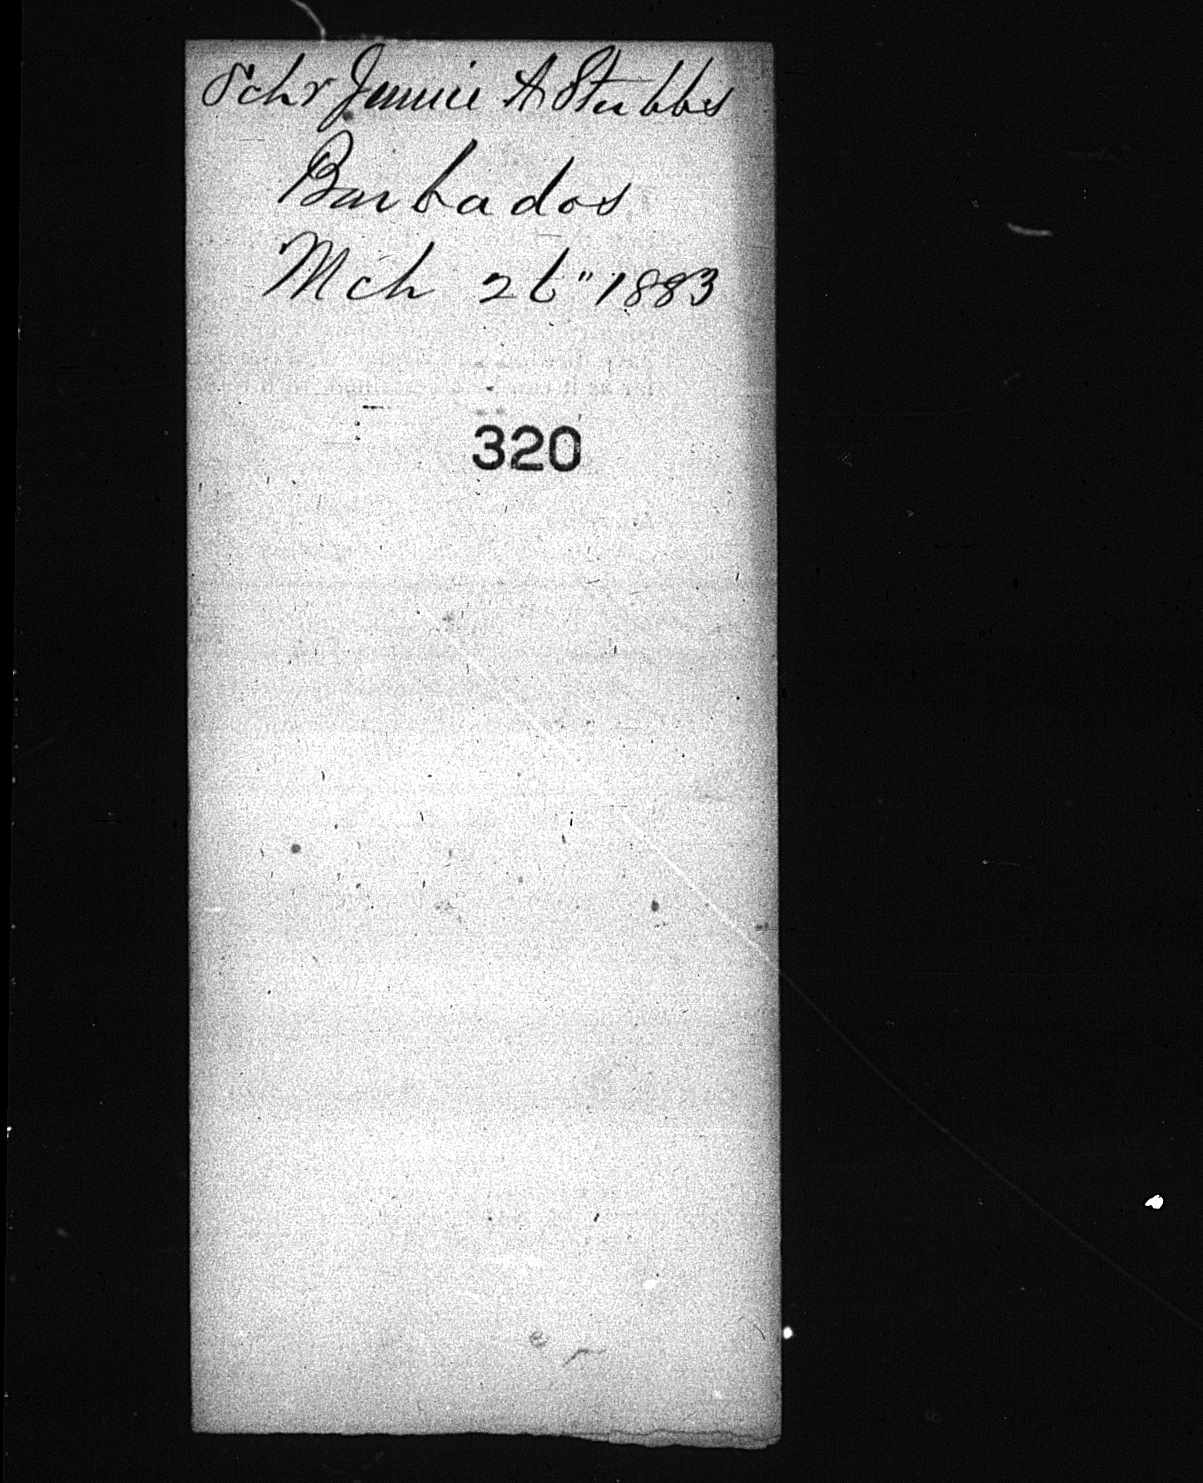 Schr Jennie A Stubbs
Barbados
Mch 26" 1883
320